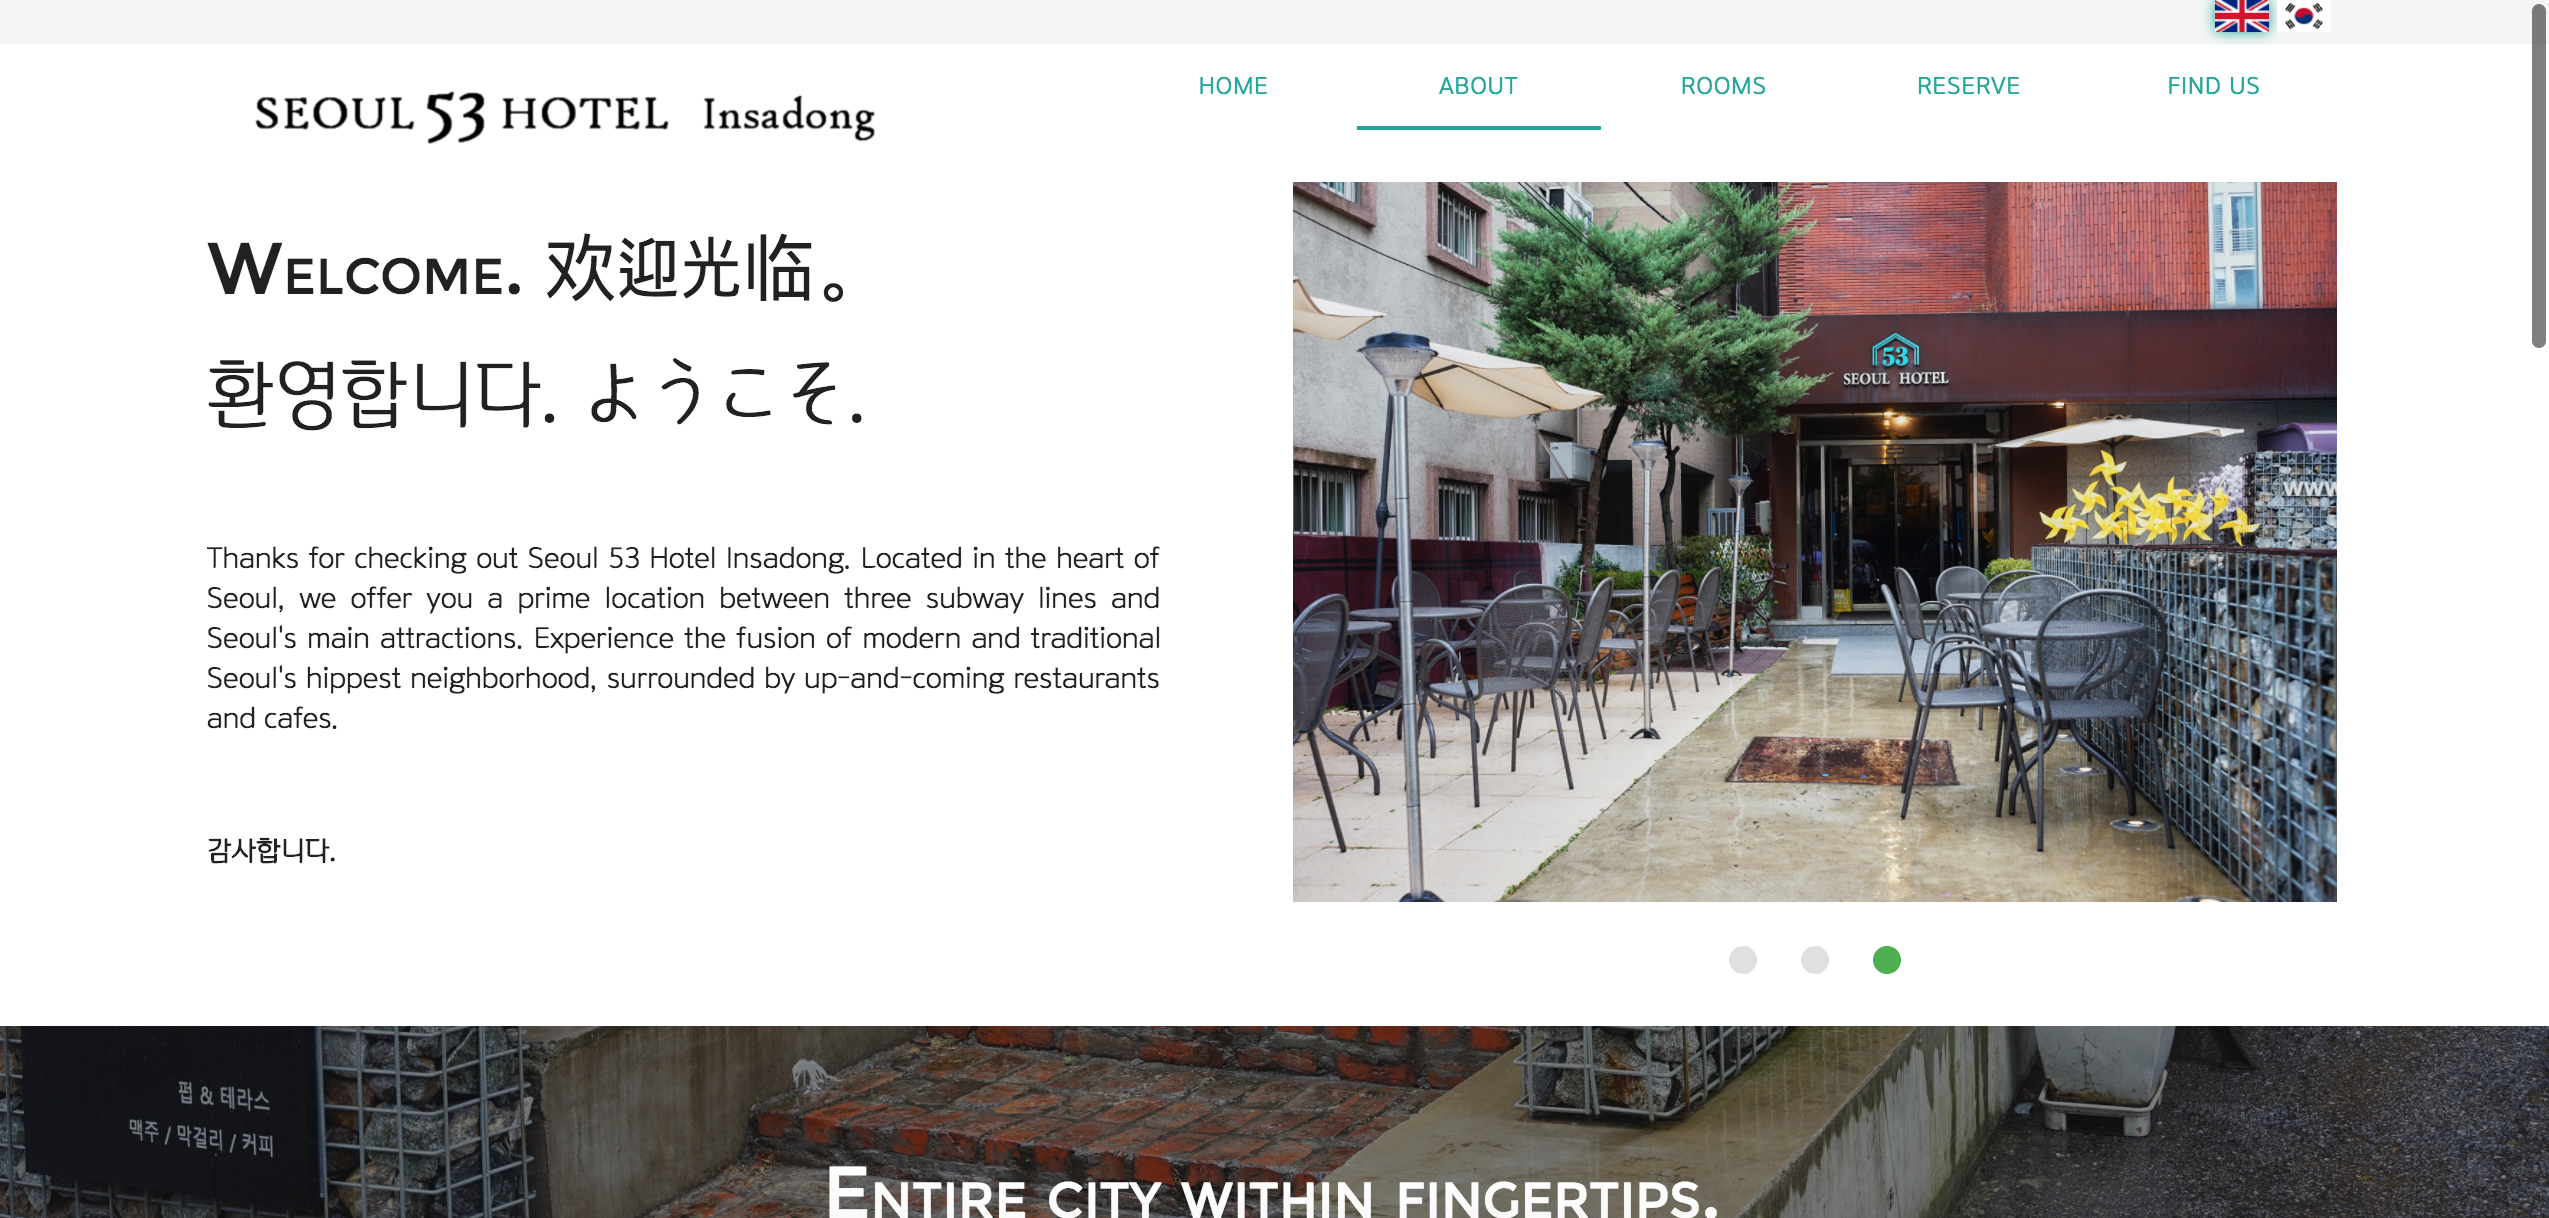 SEOUL 53 HOTEL Insadong
HOME ABOUT ROOMS RESERVE FIND US
Welcome. 欢迎光临。
환영합니다. ようこそ.
Thanks for checking out Seoul 53 Hotel Insadong. Located in the heart of
Seoul, we offer you a prime location between three subway lines and
Seoul's main attractions. Experience the fusion of modern and traditional
Seoul's hippest neighborhood, surrounded by up-and-coming restaurants
and cafes.
감사합니다.
53
SEOUL HOTEL
www
펍 & 테라스
맥주 / 막걸리 / 커피
Entire city within fingertips.